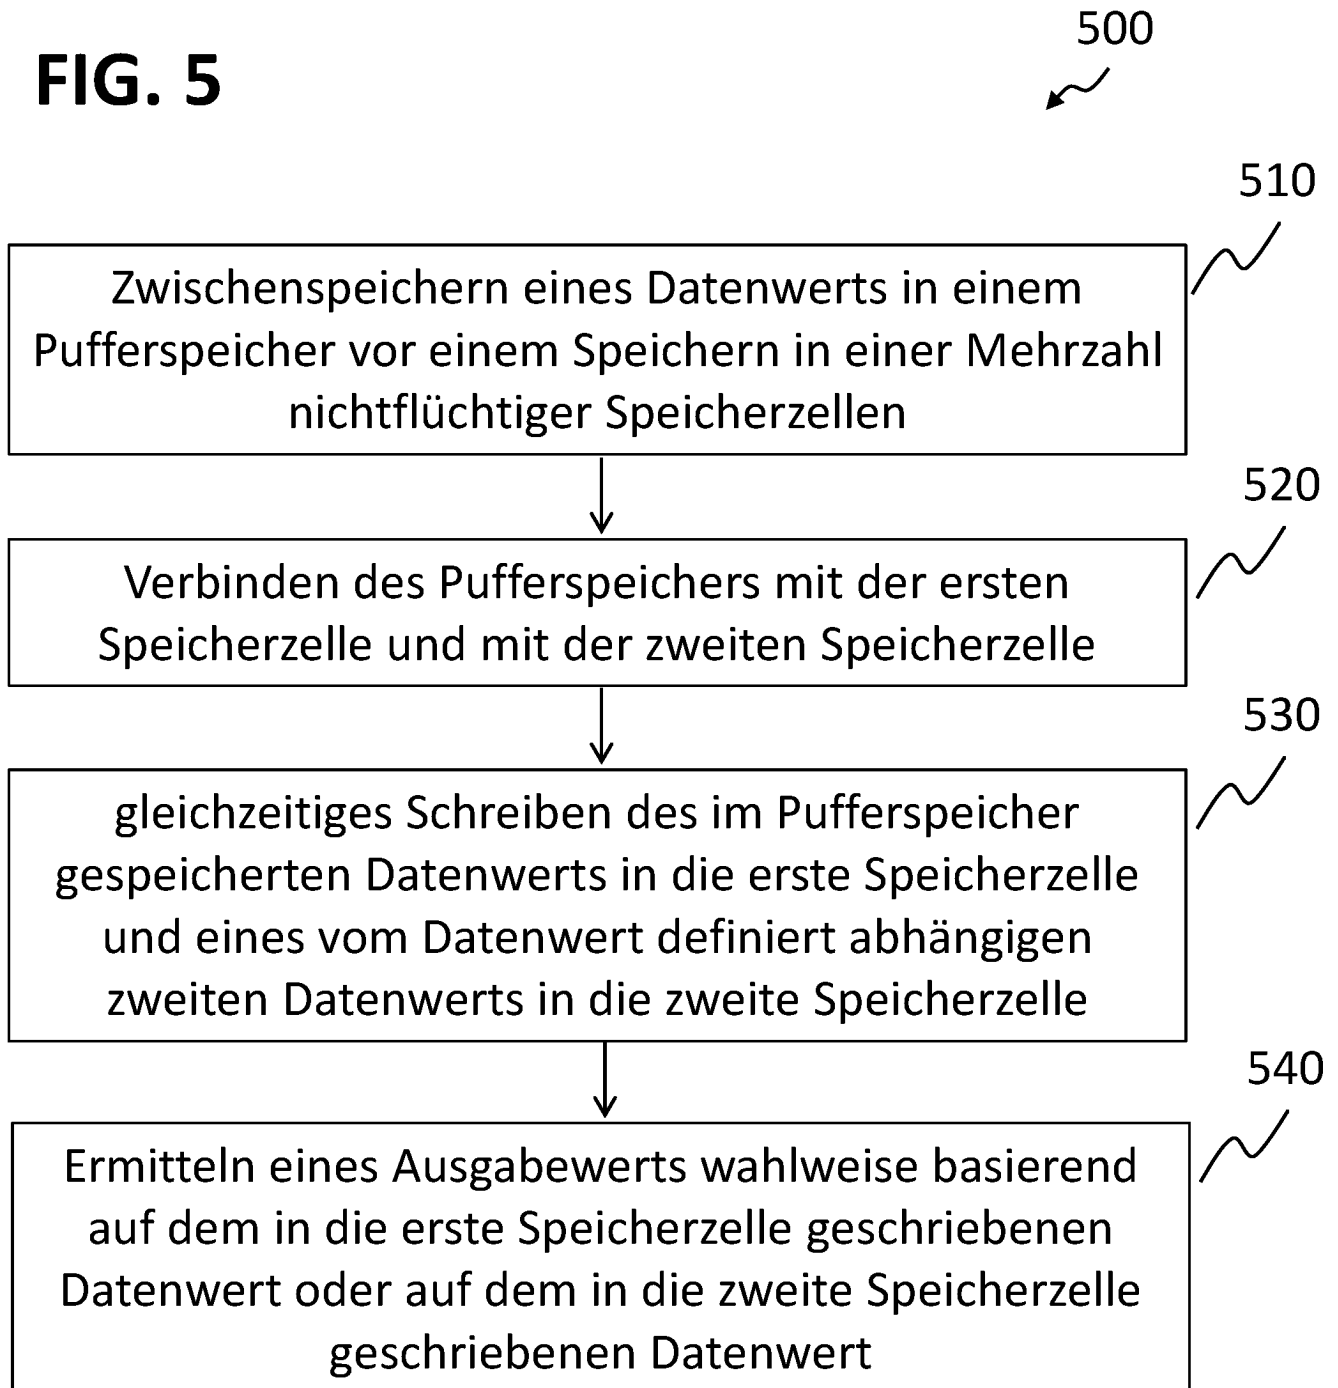 FIG. 5
500
510
Zwischenspeichern eines Datenwerts in einem
Pufferspeicher vor einem Speichern in einer Mehrzahl
nichtflüchtiger Speicherzellen
520
Verbinden des Pufferspeichers mit der ersten
Speicherzelle und mit der zweiten Speicherzelle
530
gleichzeitiges Schreiben des im Pufferspeicher
gespeicherten Datenwerts in die erste Speicherzelle
und eines vom Datenwert definiert abhängigen
zweiten Datenwerts in die zweite Speicherzelle
540
Ermitteln eines Ausgabewerts wahlweise basierend
auf dem in die erste Speicherzelle geschriebenen
Datenwert oder auf dem in die zweite Speicherzelle
geschriebenen Datenwert